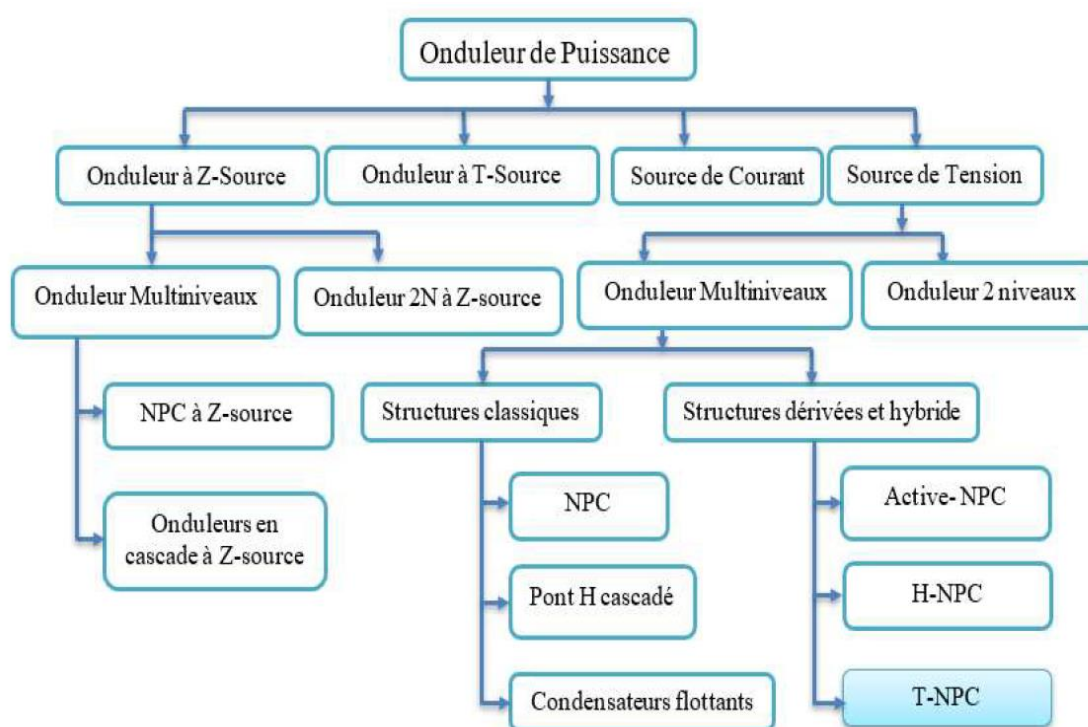 Onduleur de Puissance
Onduleur à Z-Source
Onduleur à T-Source
Source de Courant
Source de Tension
Onduleur Multiniveaux
Onduleur 2N à Z-source
Onduleur Multiniveaux
Onduleur 2 niveaux
NPC à Z-source
Structures classiques
Structures dérivées et hybride
Onduleurs en
cascade à Z-source
NPC
Active- NPC
Pont H cascadé
H-NPC
Condensateurs flottants
T-NPC